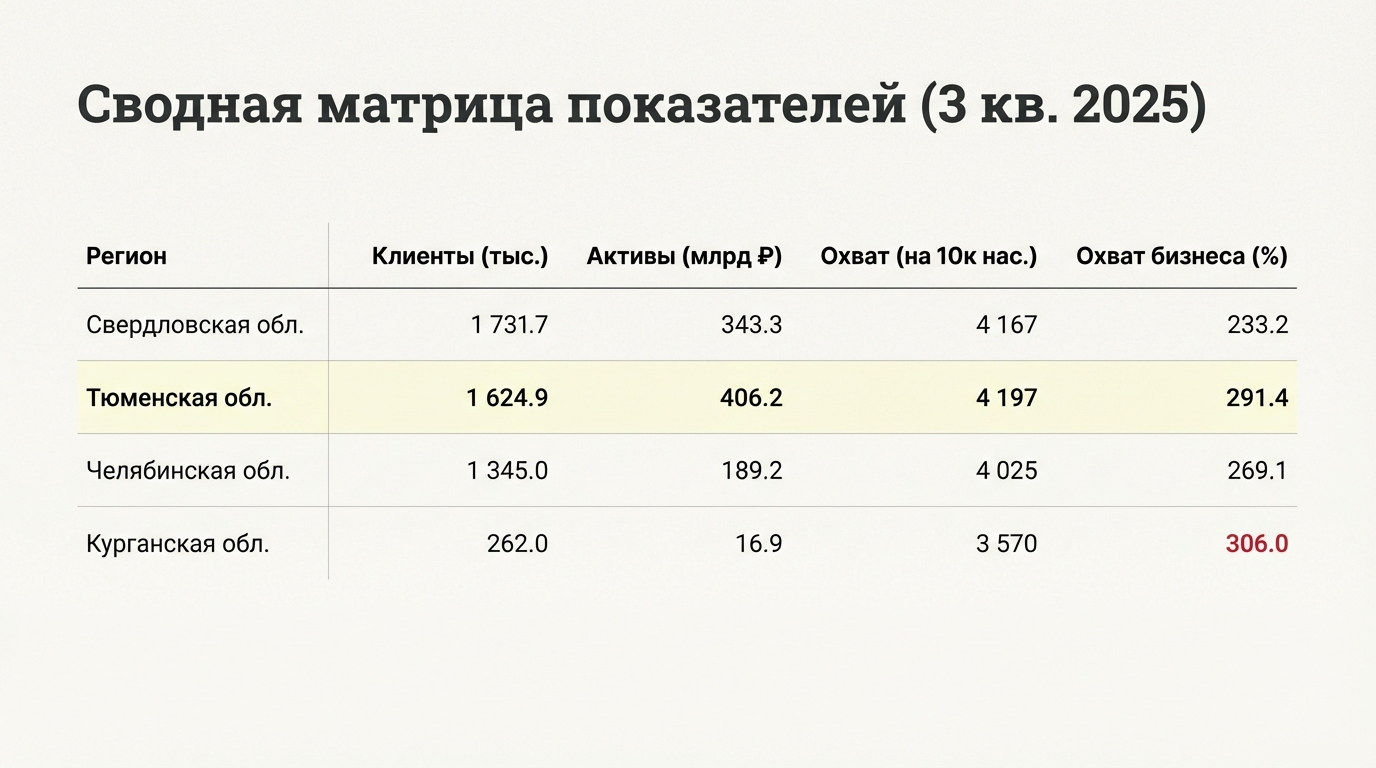 Сводная матрица показателей (3 кв. 2025)
Регион Клиенты (тыс.) Активы (млрд ₽) Охват (на 10к нас.) Охват бизнеса (%)
Свердловская обл. 1 731.7 343.3 4 167 233.2
Тюменская обл. 1 624.9 406.2 4 197 291.4
Челябинская обл. 1 345.0 189.2 4 025 269.1
Курганская обл. 262.0 16.9 3 570 306.0